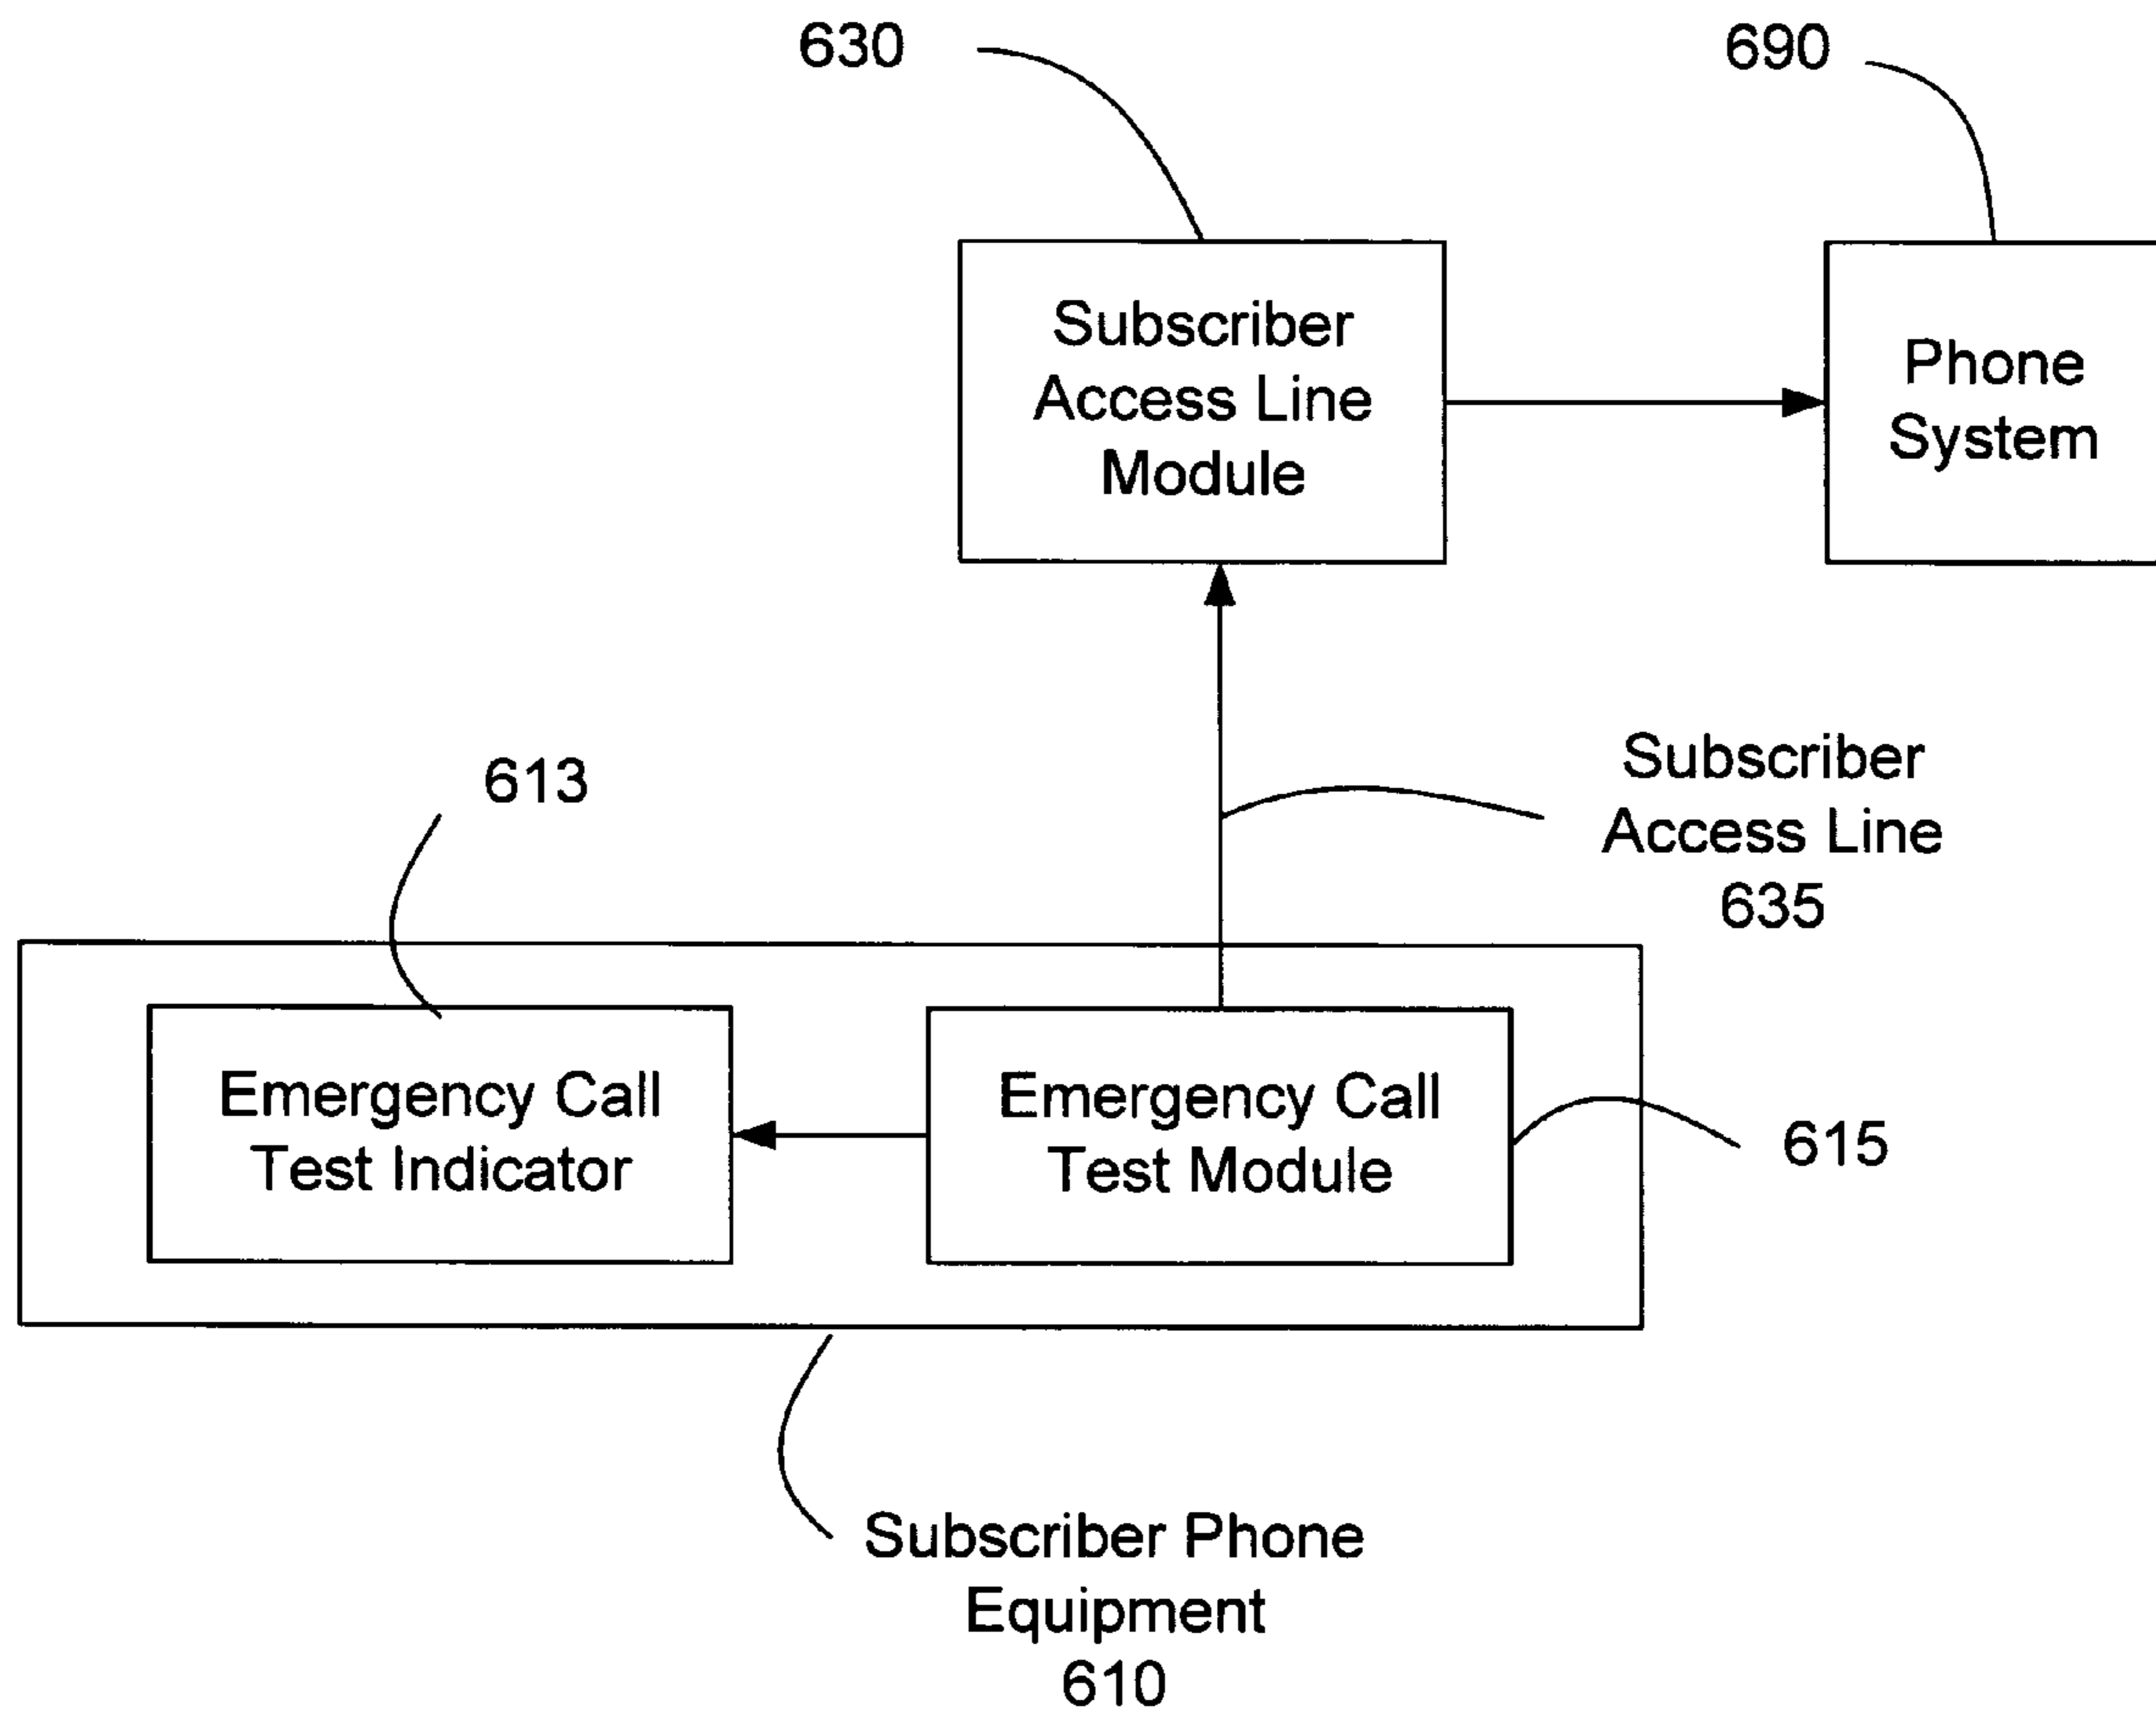 630
690
Subscriber
Access Line
Module
Phone
System
613
Subscriber
Access Line
635
Emergency Call
Test Indicator
Emergency Call
Test Module
615
Subscriber Phone
Equipment
610